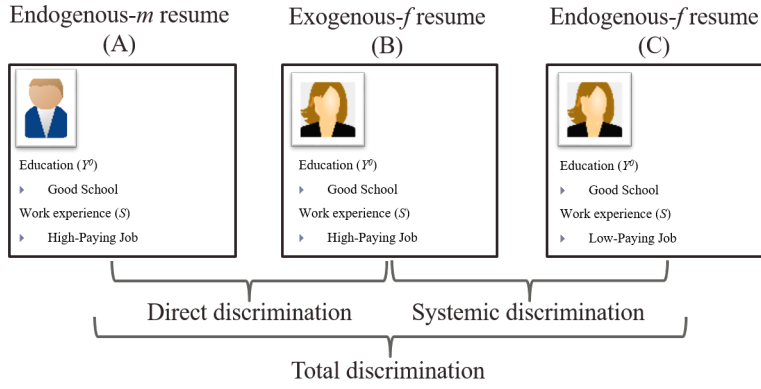 Endogenous-m resume
(A)
Exogenous-f resume
(B)
Endogenous-f resume
(C)
Education (Y⁰)
Good School
Work experience (S)
High-Paying Job
Education (Y⁰)
Good School
Work experience (S)
High-Paying Job
Education (Y⁰)
Good School
Work experience (S)
Low-Paying Job
Direct discrimination
Systemic discrimination
Total discrimination